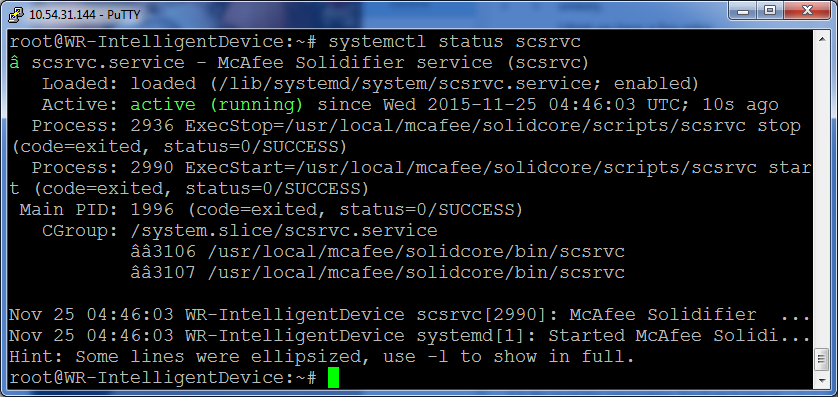 10.54.31.144 - PuTTY
root@WR-IntelligentDevice:~# systemctl status scsrvc
â scsrvc.service - McAfee Solidifier service (scsrvc)
Loaded: loaded (/lib/systemd/system/scsrvc.service; enabled)
Active: active (running) since Wed 2015-11-25 04:46:03 UTC; 10s ago
Process: 2936 ExecStop=/usr/local/mcafee/solidcore/scripts/scsrvc stop
(code=exited, status=0/SUCCESS)
Process: 2990 ExecStart=/usr/local/mcafee/solidcore/scripts/scsrvc star
t (code=exited, status=0/SUCCESS)
Main PID: 1996 (code=exited, status=0/SUCCESS)
CGroup: /system.slice/scsrvc.service
ââ3106 /usr/local/mcafee/solidcore/bin/scsrvc
ââ3107 /usr/local/mcafee/solidcore/bin/scsrvc
Nov 25 04:46:03 WR-IntelligentDevice scsrvc[2990]: McAfee Solidifier ...
Nov 25 04:46:03 WR-IntelligentDevice systemd[1]: Started McAfee Solidi...
Hint: Some lines were ellipsized, use -l to show in full.
root@WR-IntelligentDevice:~#